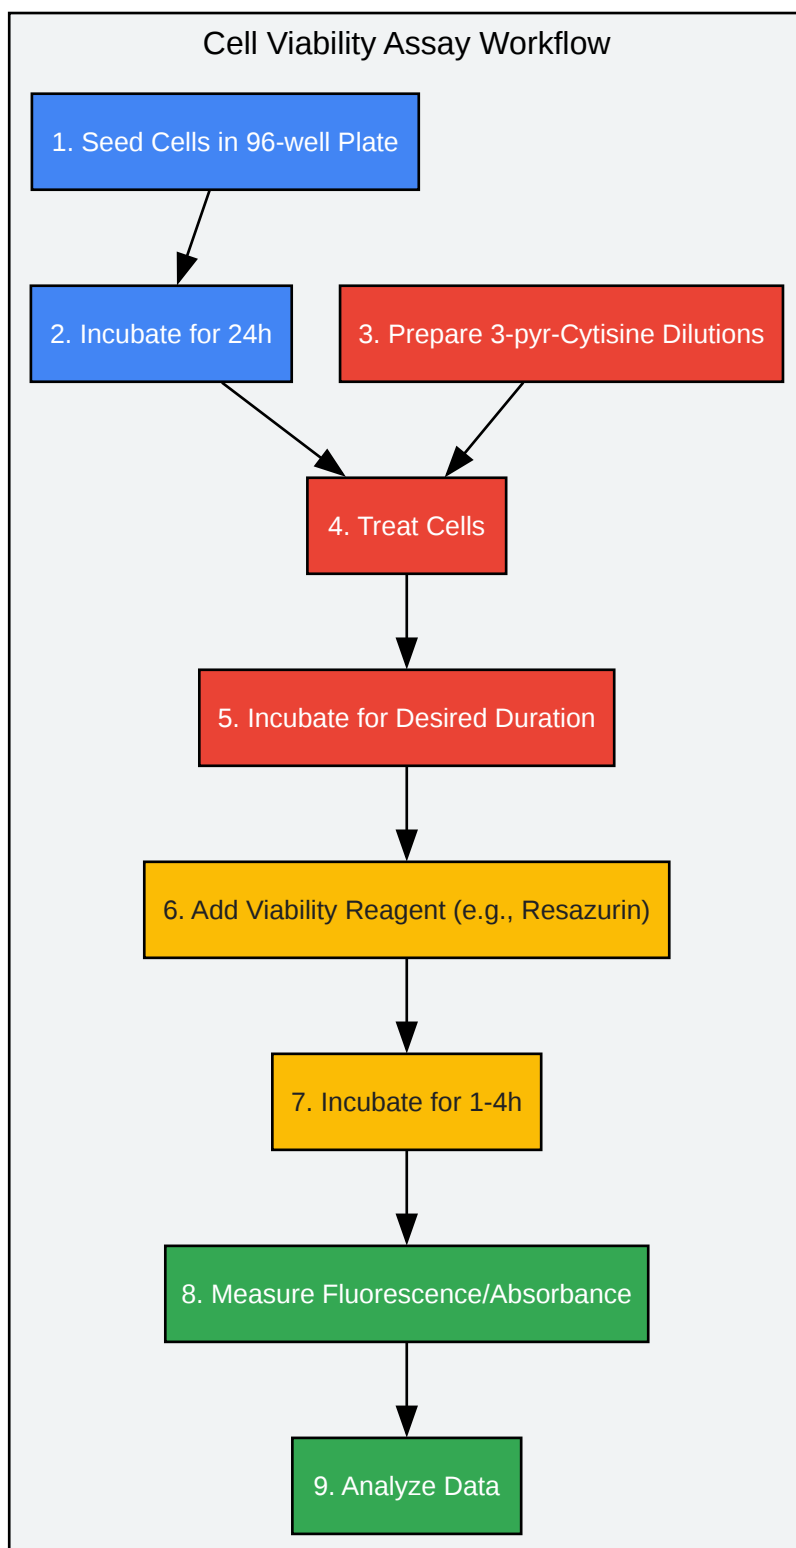 Cell Viability Assay Workflow
1. Seed Cells in 96-well Plate
2. Incubate for 24h
3. Prepare 3-pyr-Cytisine Dilutions
4. Treat Cells
5. Incubate for Desired Duration
6. Add Viability Reagent (e.g., Resazurin)
7. Incubate for 1-4h
8. Measure Fluorescence/Absorbance
9. Analyze Data